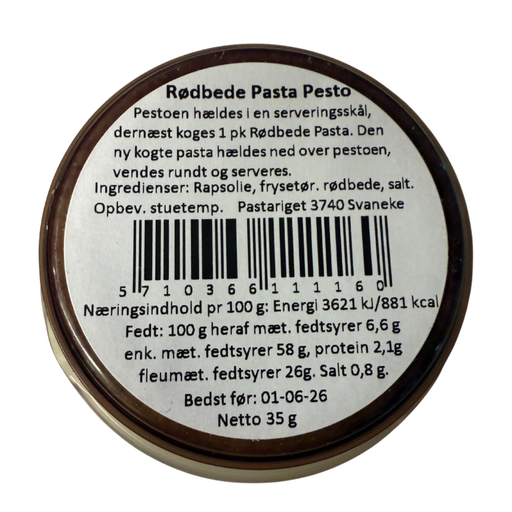 Rødbede Pasta Pesto
Pestoen hældes i en serveringsskål,
dernæst koges 1 pk Rødbede Pasta. Den
ny kogte pasta hældes ned over pestoen,
vendes rundt og serveres.
Ingredienser: Rapsolie, frysetør. rødbede, salt.
Opbev. stuetemp. Pastariget 3740 Svaneke
5 710366 111160
Næringsindhold pr 100 g: Energi 3621 kJ/881 kcal
Fedt: 100 g heraf mæt. fedtsyrer 6,6 g
enk. mæt. fedtsyrer 58 g, protein 2,1g
fleumæt. fedtsyrer 26g. Salt 0,8 g.
Bedst før: 01-06-26
Netto 35 g